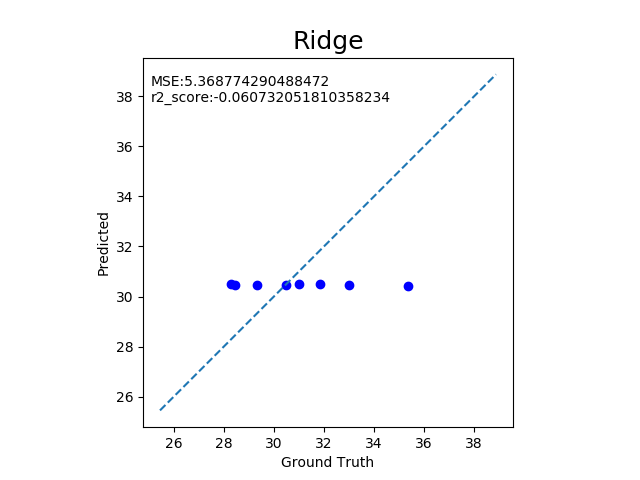 Ridge
MSE:5.368774290488472
r2_score:-0.060732051810358234
38
36
34
32
30
28
26
Predicted
26 28 30 32 34 36 38
Ground Truth